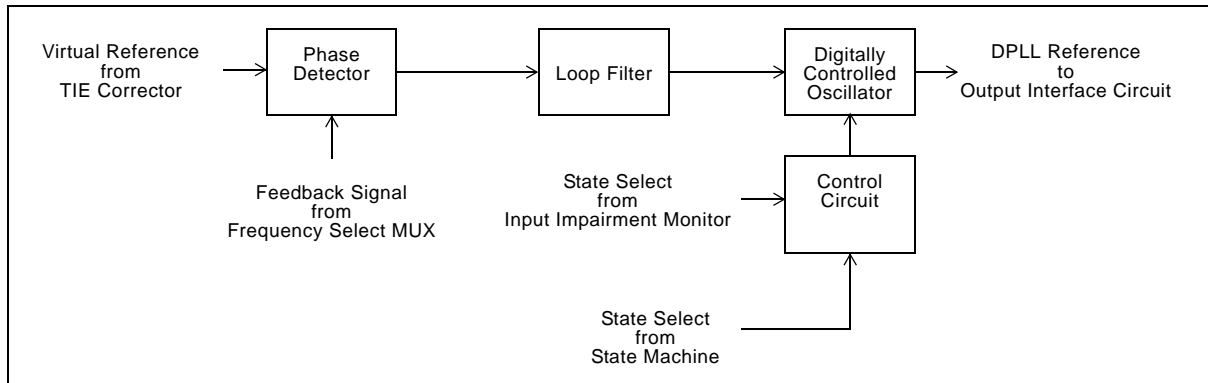 Virtual Reference
from
TIE Corrector
Phase
Detector
Loop Filter
Digitally
Controlled
Oscillator
DPLL Reference
to
Output Interface Circuit
Feedback Signal
from
Frequency Select MUX
State Select
from
Input Impairment Monitor
Control
Circuit
State Select
from
State Machine